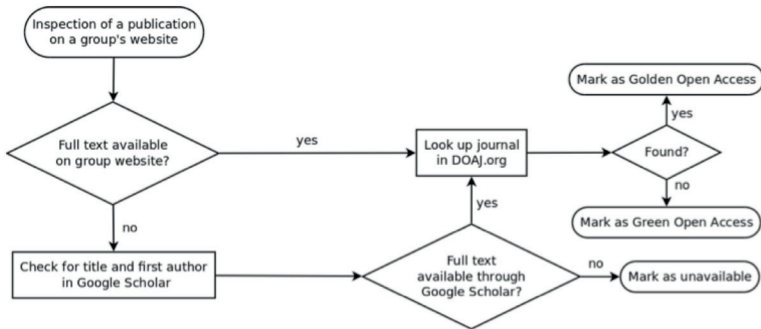 Inspection of a publication
on a group's website
Mark as Golden Open Access
yes
Full text available
on group website?
yes
Look up journal
in DOAJ.org
Found?
no
yes
Mark as Green Open Access
no
Check for title and first author
in Google Scholar
Full text
available through
Google Scholar?
no
Mark as unavailable